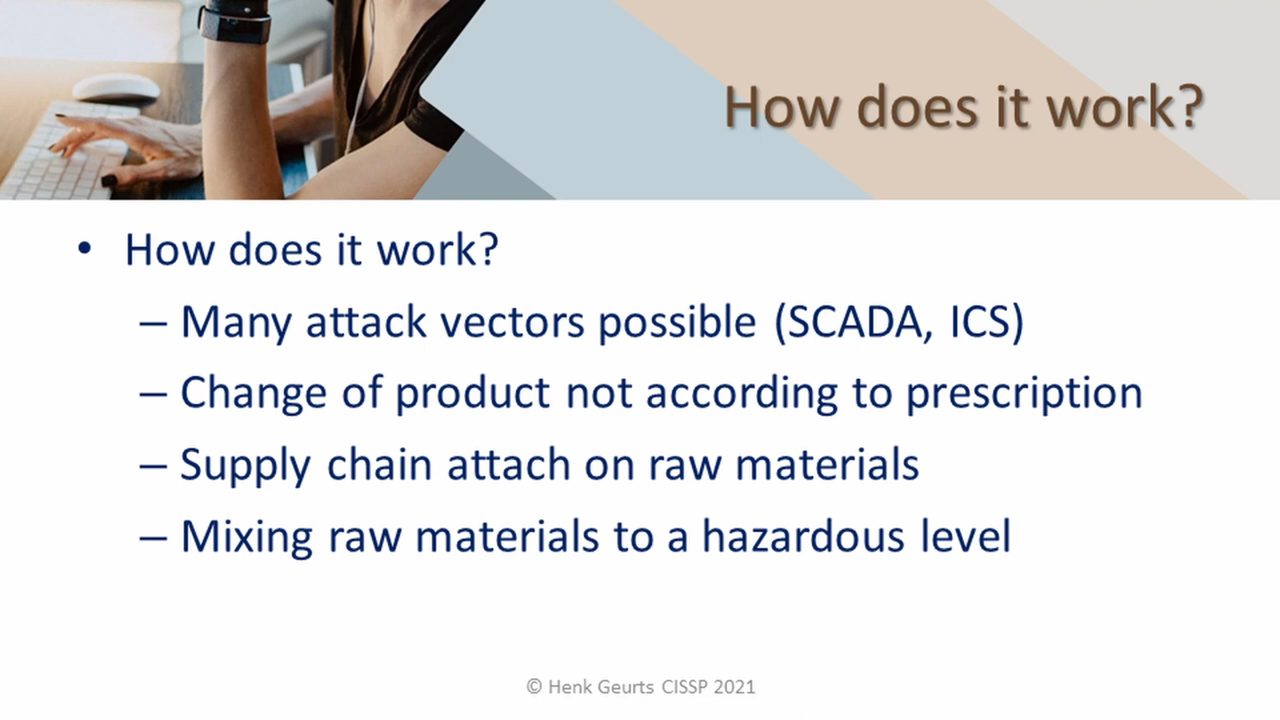 How does it work?
• How does it work?
– Many attack vectors possible (SCADA, ICS)
– Change of product not according to prescription
– Supply chain attach on raw materials
– Mixing raw materials to a hazardous level
© Henk Geurts CISSP 2021